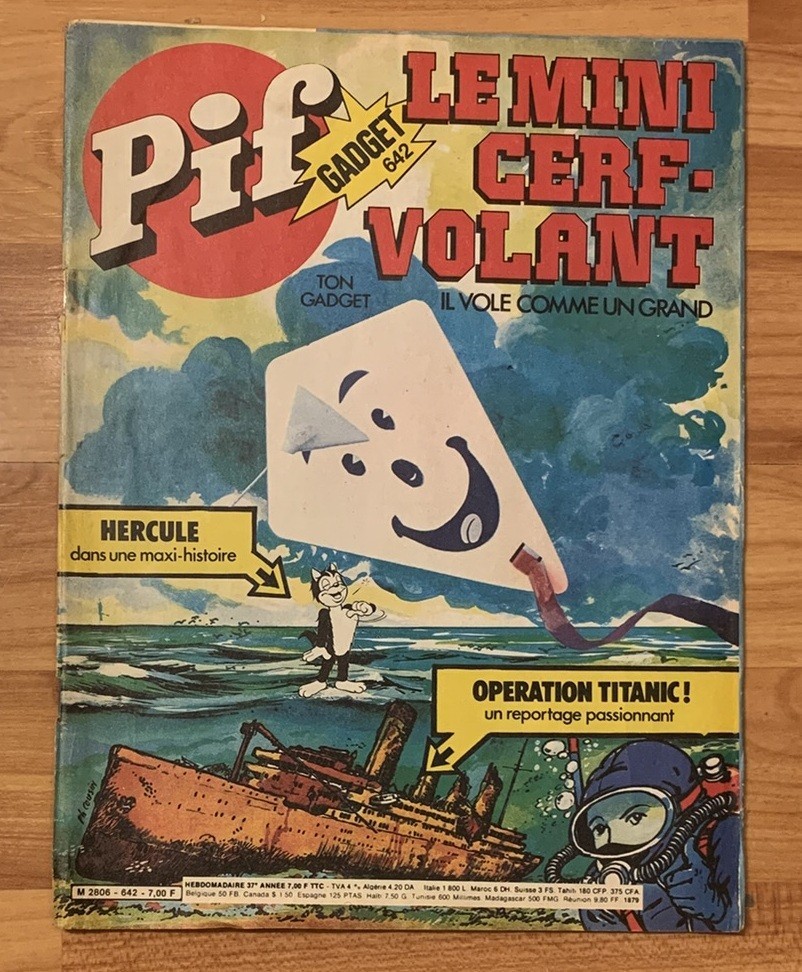 Pif
GADGET
642
LE MINI
CERF-
VOLANT
TON
GADGET
IL VOLE COMME UN GRAND
HERCULE
dans une maxi-histoire
OPERATION TITANIC!
un reportage passionnant
Ph Cousin
M 2806 - 642 - 7,00 F
HEBDOMADAIRE 37e ANNEE 7,00 F TTC - TVA 4 % Algérie 4.20 DA Italie 1 800 L. Maroc 6 DH. Suisse 3 FS. Tahiti 180 CFP. 375 CFA
Belgique 50 FB. Canada $ 1.50 Espagne 125 PTAS. Haïti 7,50 G. Tunisie 600 Millimes. Madagascar 500 FMG. Réunion 9,80 FF. 1879